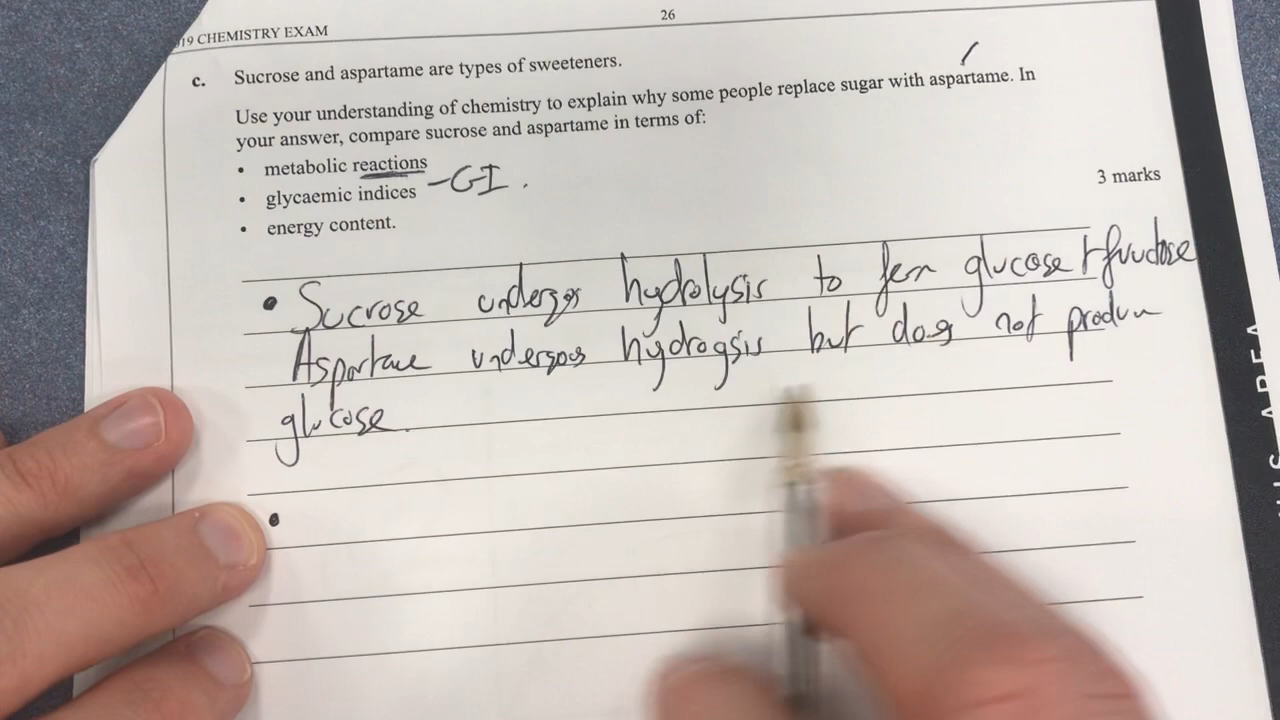 26
19 CHEMISTRY EXAM
c. Sucrose and aspartame are types of sweeteners.
Use your understanding of chemistry to explain why some people replace sugar with aspartame. In
your answer, compare sucrose and aspartame in terms of:
• metabolic reactions
• glycaemic indices - GI.
• energy content.
3 marks
• Sucrose undergoes hydrolysis to form glucose + fructose
Aspartame undergoes hydrolysis but does not produce
glucose.
•
AREA